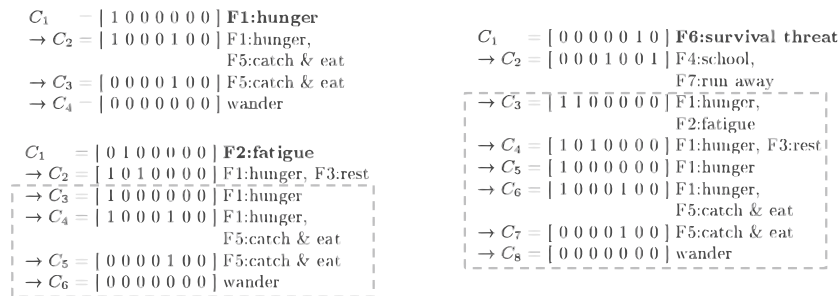 C₁ = [ 1 0 0 0 0 0 0 ] F1:hunger
→ C₂ = [ 1 0 0 0 1 0 0 ] F1:hunger,
F5:catch & eat
→ C₃ = [ 0 0 0 0 1 0 0 ] F5:catch & eat
→ C₄ = [ 0 0 0 0 0 0 0 ] wander
C₁ = [ 0 1 0 0 0 0 0 ] F2:fatigue
→ C₂ = [ 1 0 1 0 0 0 0 ] F1:hunger, F3:rest
→ C₃ = [ 1 0 0 0 0 0 0 ] F1:hunger
→ C₄ = [ 1 0 0 0 1 0 0 ] F1:hunger,
F5:catch & eat
→ C₅ = [ 0 0 0 0 1 0 0 ] F5:catch & eat
→ C₆ = [ 0 0 0 0 0 0 0 ] wander
C₁ = [ 0 0 0 0 0 1 0 ] F6:survival threat
→ C₂ = [ 0 0 0 1 0 0 1 ] F4:school,
F7:run away
→ C₃ = [ 1 1 0 0 0 0 0 ] F1:hunger,
F2:fatigue
→ C₄ = [ 1 0 1 0 0 0 0 ] F1:hunger, F3:rest
→ C₅ = [ 1 0 0 0 0 0 0 ] F1:hunger
→ C₆ = [ 1 0 0 0 1 0 0 ] F1:hunger,
F5:catch & eat
→ C₇ = [ 0 0 0 0 1 0 0 ] F5:catch & eat
→ C₈ = [ 0 0 0 0 0 0 0 ] wander